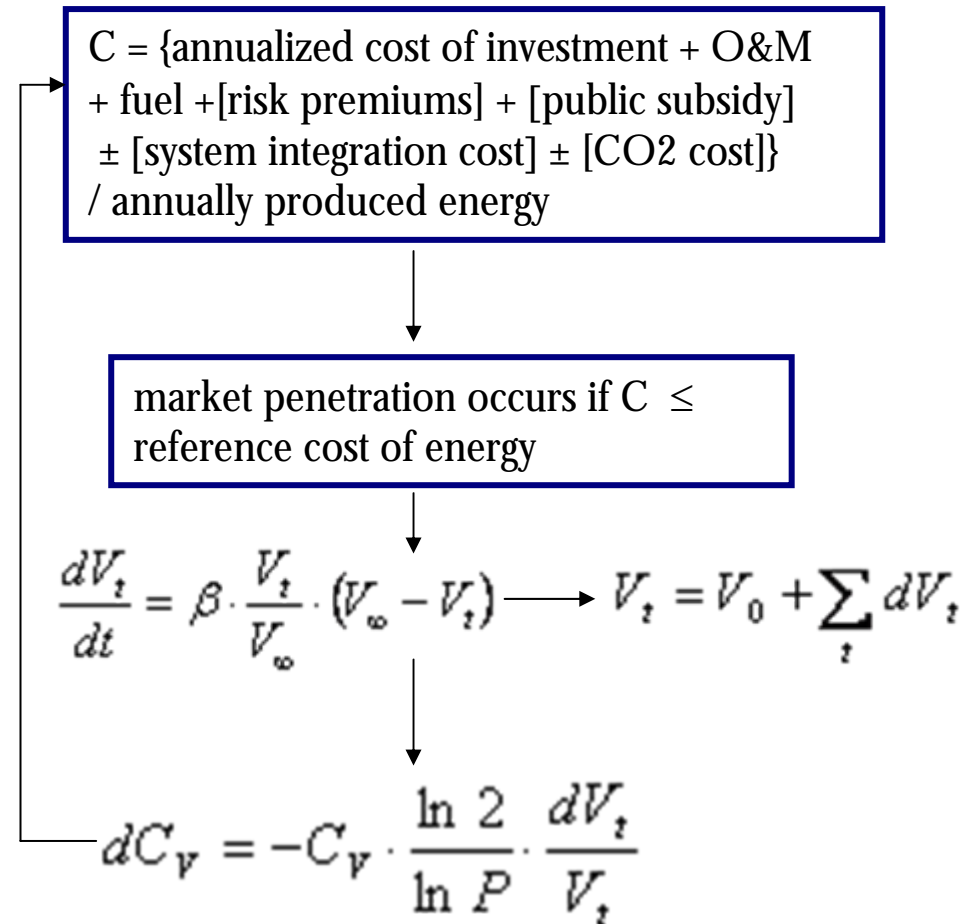 C = {annualized cost of investment + O&M
+ fuel +[risk premiums] + [public subsidy]
± [system integration cost] ± [CO2 cost]}
/ annually produced energy
market penetration occurs if C ≤
reference cost of energy
dV_t/dt = β · V_t/V_∞ · (V_∞ − V_t) → V_t = V_0 + ∑_t dV_t
dC_V = −C_V · ln 2/ln P · dV_t/V_t